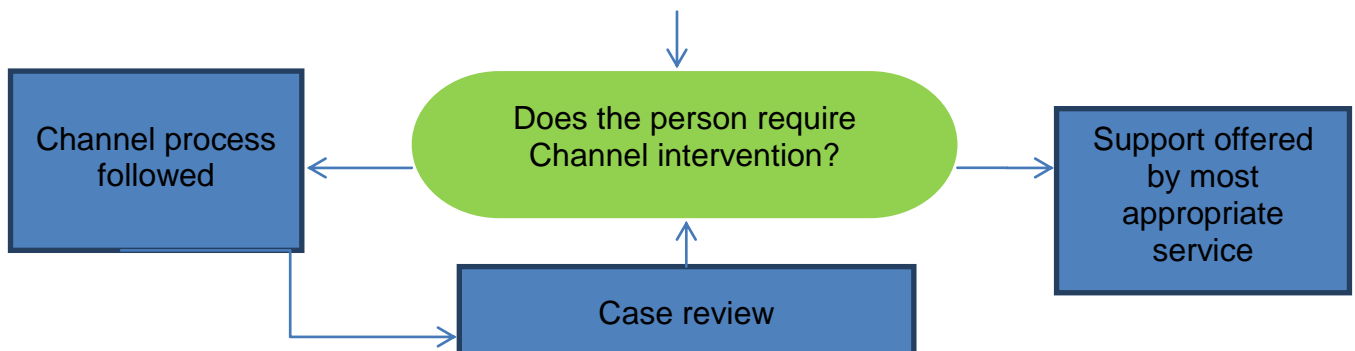 Channel process
followed
Does the person require
Channel intervention?
Support offered
by most
appropriate
service
Case review